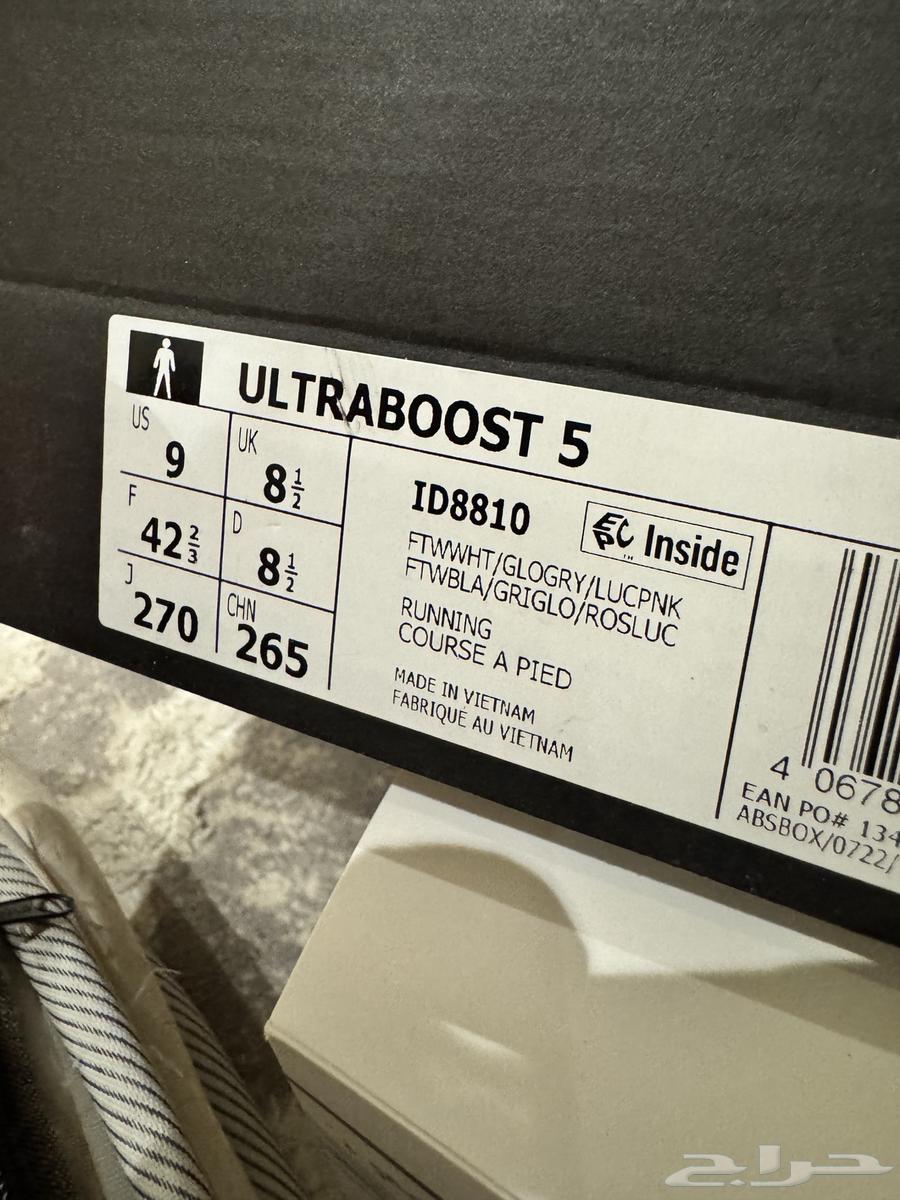 ULTRABOOST 5
US
9
UK
8 1/2
F
42 2/3
D
8 1/2
J
270
CHN
265
ID8810
EPC Inside
™
FTWWHT/GLOGRY/LUCPNK
FTWBLA/GRIGLO/ROSLUC
RUNNING
COURSE A PIED
MADE IN VIETNAM
FABRIQUÉ AU VIETNAM
4 0678
EAN PO# 134
ABSBOX/0722/
حراج